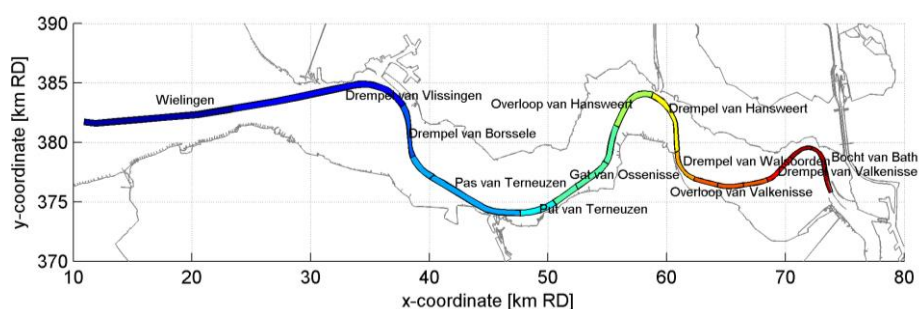 y-coordinate [km RD]
390
385
380
375
370
Wielingen
Drempel van Vlissingen
Overloop van Hansweert
Drempel van Hansweert
Drempel van Borssele
Drempel van Walsoorden
Bocht van Bath
Pas van Terneuzen
Gat van Ossenisse
Drempel van Valkenisse
Overloop van Valkenisse
Put van Terneuzen
10 20 30 40 50 60 70 80
x-coordinate [km RD]